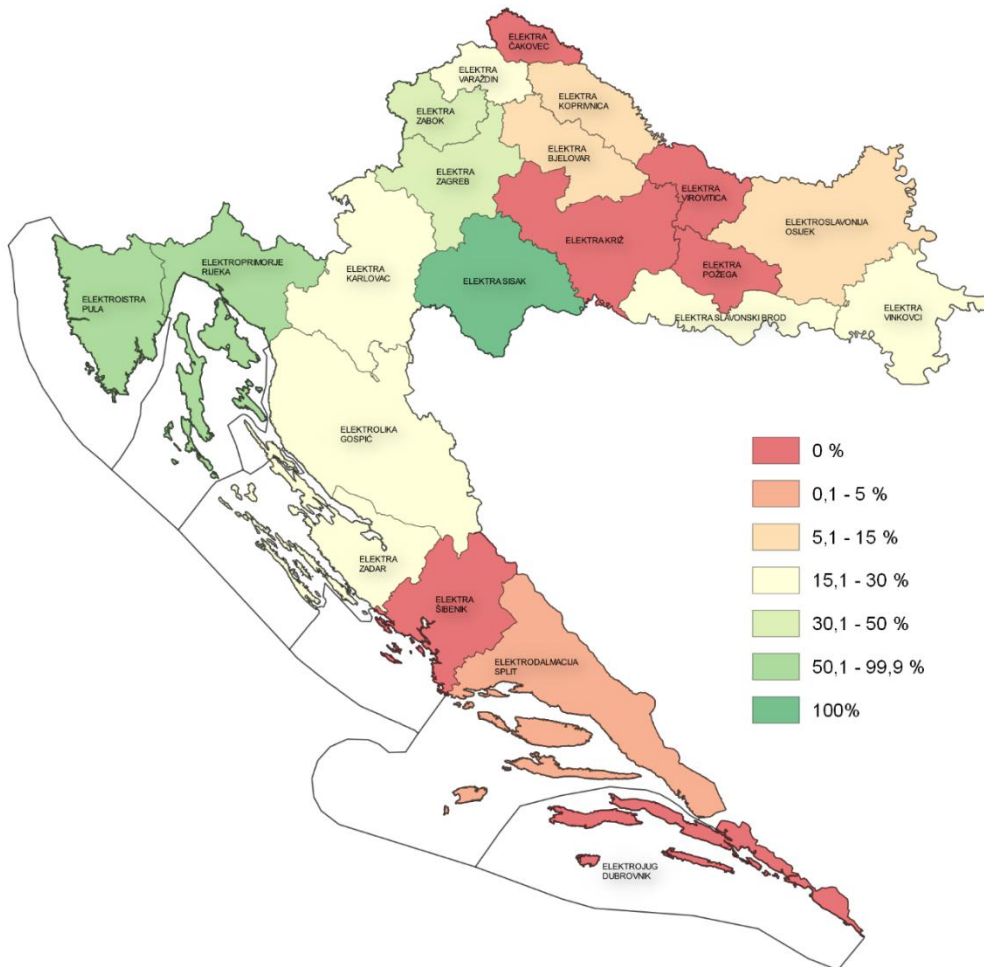 ELEKTRA
ČAKOVEC
ELEKTRA
VARAŽDIN
ELEKTRA
KOPRIVNICA
ELEKTRA
ZABOK
ELEKTRA
BJELOVAR
ELEKTRA
ZAGREB
ELEKTRA
VIROVITICA
ELEKTROSLAVONIJA
OSIJEK
ELEKTRA KRIŽ
ELEKTROPRIMORJE
RIJEKA
ELEKTRA
KARLOVAC
ELEKTRA
POŽEGA
ELEKTRA SISAK
ELEKTROISTRA
PULA
ELEKTRA SLAVONSKI BROD
ELEKTRA
VINKOVCI
ELEKTROLIKA
GOSPIĆ
ELEKTRA
ZADAR
ELEKTRA
ŠIBENIK
ELEKTRODALMACIJA
SPLIT
ELEKTROJUG
DUBROVNIK
0 %
0,1 - 5 %
5,1 - 15 %
15,1 - 30 %
30,1 - 50 %
50,1 - 99,9 %
100%